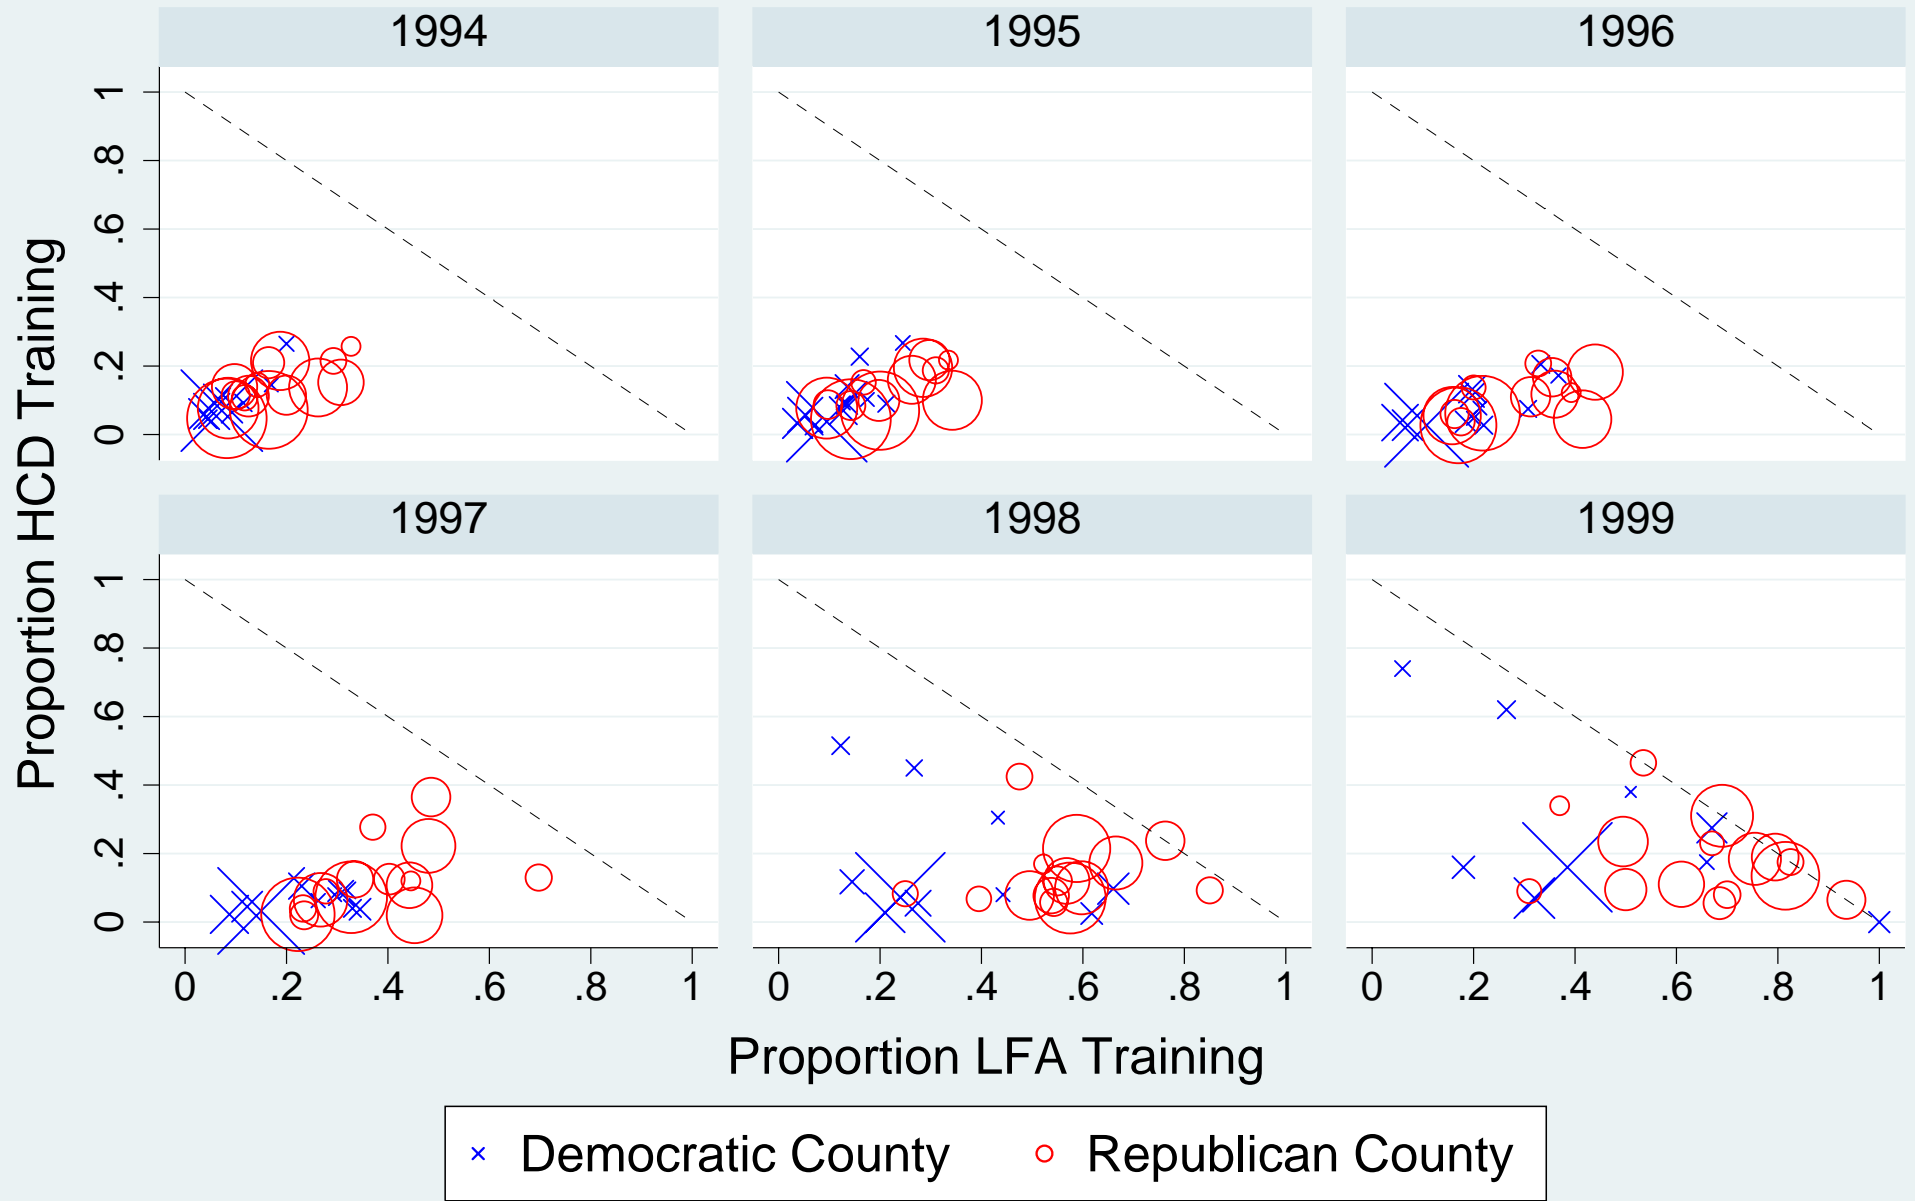 1994 1995 1996
1
.8
.6
.4
.2
0
Proportion HCD Training
1997 1998 1999
1
.8
.6
.4
.2
0
0 .2 .4 .6 .8 1 0 .2 .4 .6 .8 1 0 .2 .4 .6 .8 1
Proportion LFA Training
Democratic County Republican County